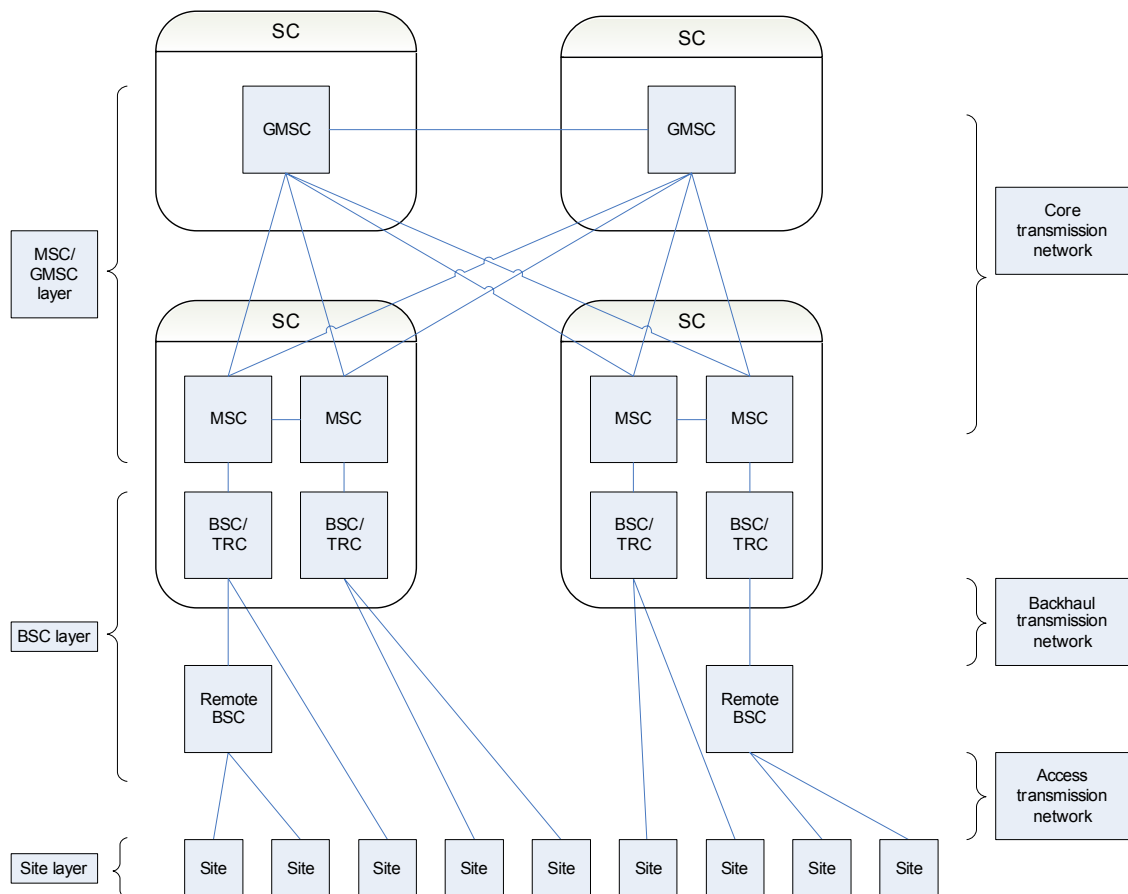 SC
SC
GMSC
GMSC
Core
transmission
network
MSC/
GMSC
layer
SC
SC
MSC
MSC
MSC
MSC
BSC/
TRC
BSC/
TRC
BSC/
TRC
BSC/
TRC
Backhaul
transmission
network
BSC layer
Remote
BSC
Remote
BSC
Access
transmission
network
Site layer
Site
Site
Site
Site
Site
Site
Site
Site
Site